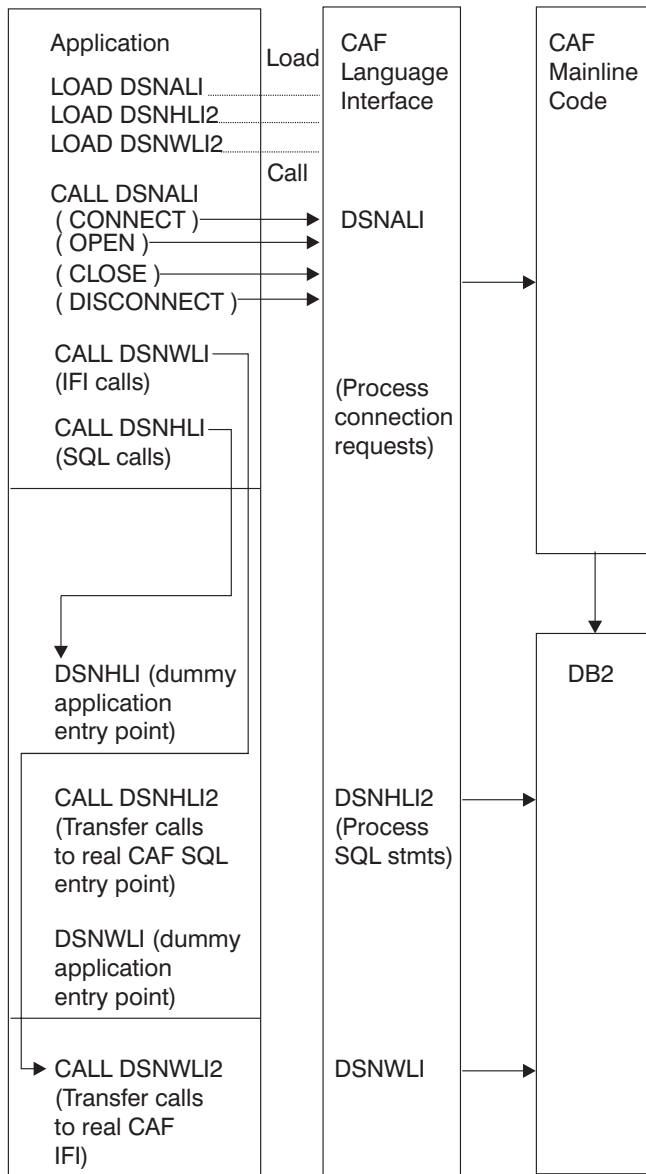 Application
LOAD DSNALI
LOAD DSNHLI2
LOAD DSNWLI2
CALL DSNALI
( CONNECT )
( OPEN )
( CLOSE )
( DISCONNECT )
CALL DSNWLI
(IFI calls)
CALL DSNHLI
(SQL calls)
DSNHLI (dummy
application
entry point)
CALL DSNHLI2
(Transfer calls
to real CAF SQL
entry point)
DSNWLI (dummy
application
entry point)
CALL DSNWLI2
(Transfer calls
to real CAF
IFI)
Load
Call
CAF
Language
Interface
DSNALI
(Process
connection
requests)
DSNHLI2
(Process
SQL stmts)
DSNWLI
CAF
Mainline
Code
DB2